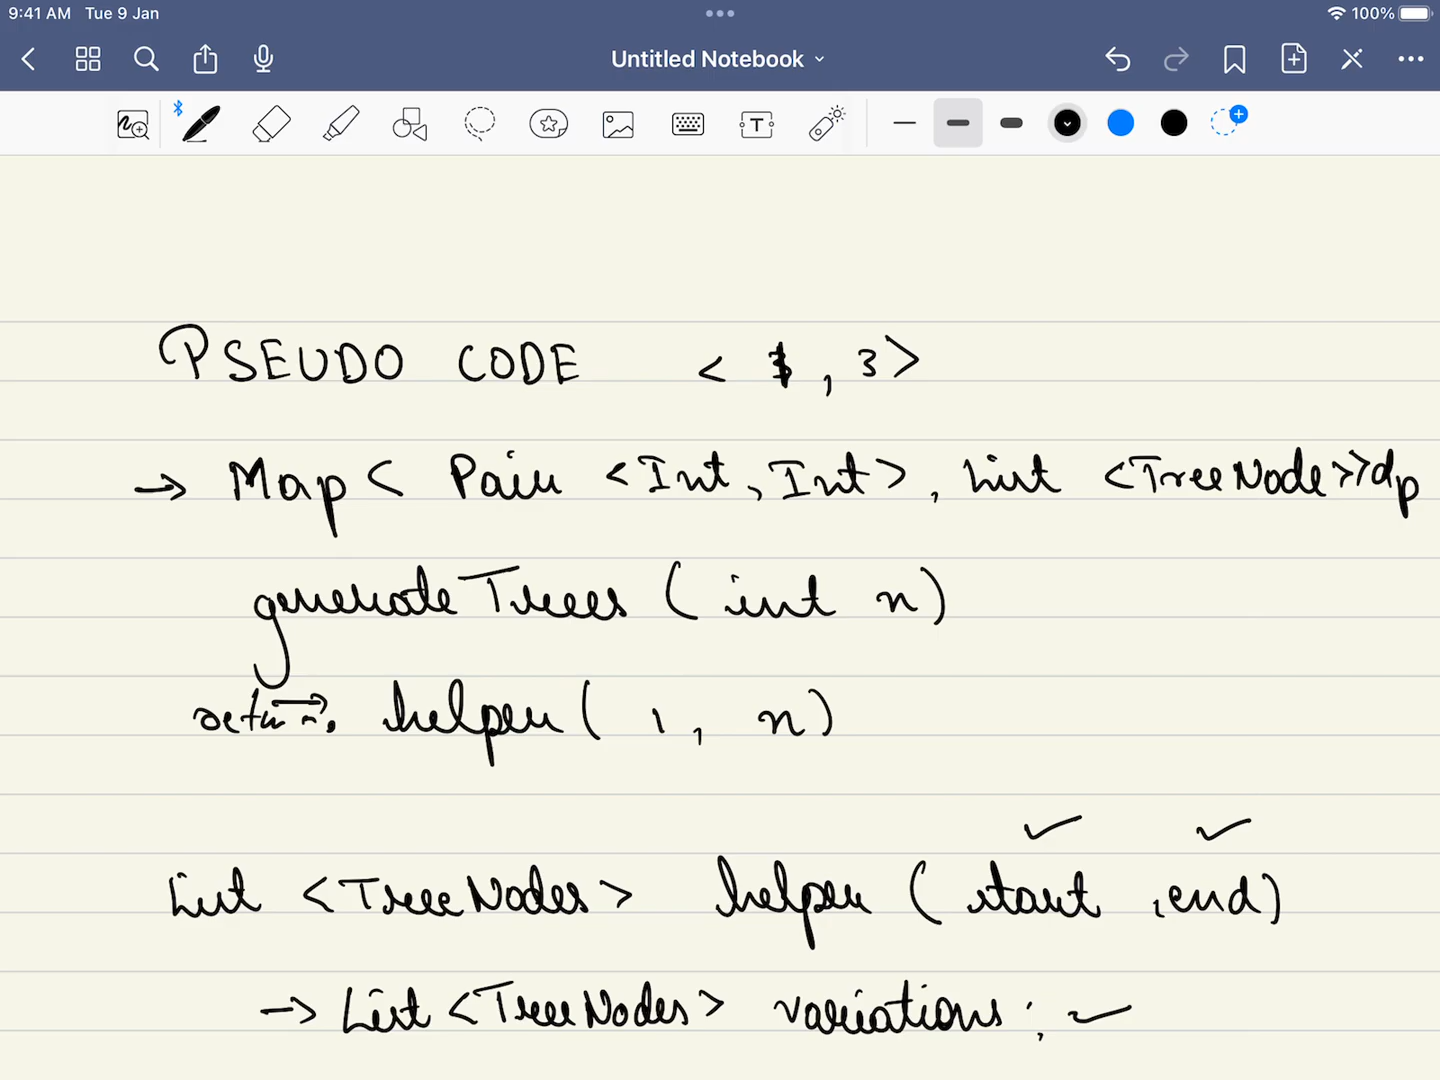 9:41 AM Tue 9 Jan
100%
Untitled Notebook
T
PSEUDO CODE < 1, 3>
→ Map< Pair <Int, Int>, List <TreeNode>>dp
generateTrees ( int n)
return helper( 1, n)
List <TreeNodes> helper ( start ,end)
→ List <TreeNodes> variations ;